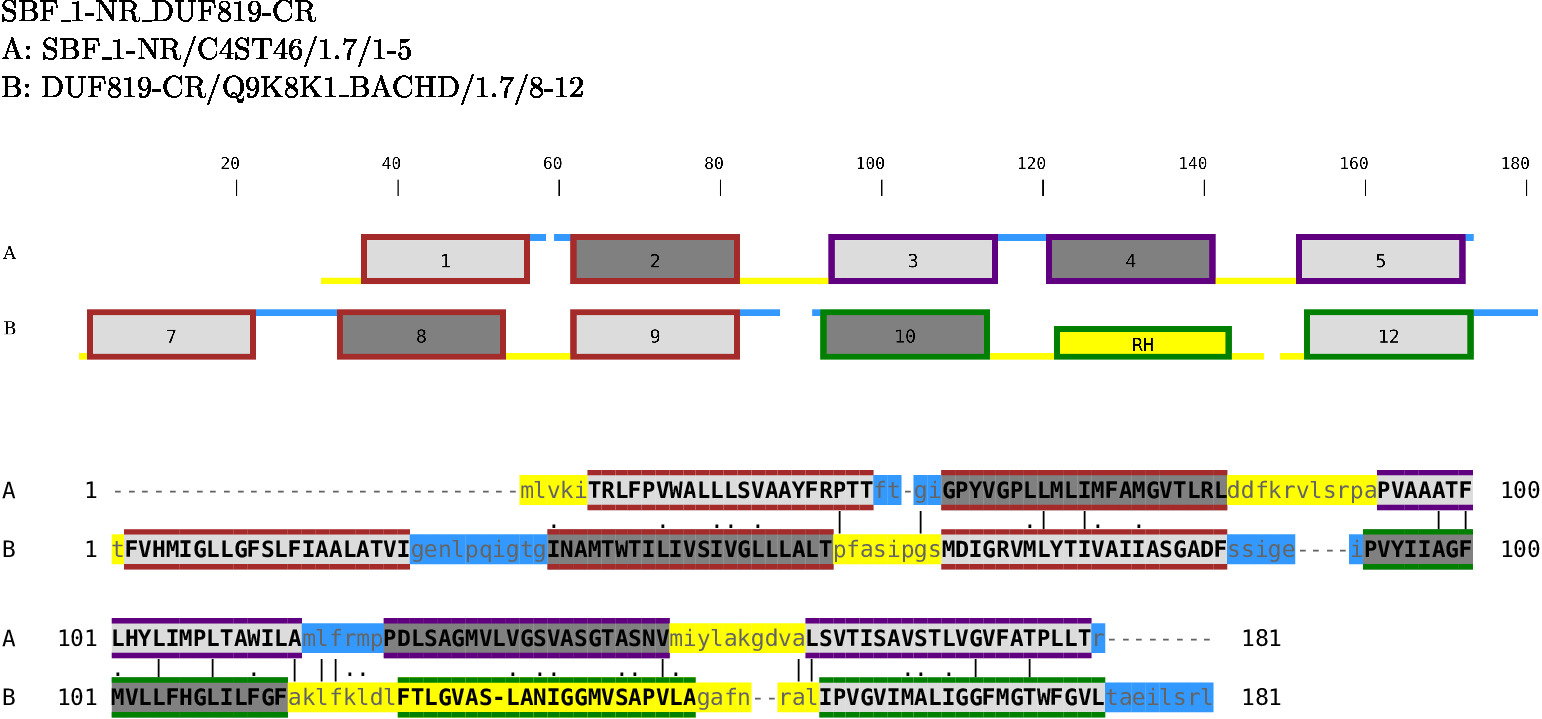 SBF_1-NR_DUF819-CR
A: SBF_1-NR/C4ST46/1.7/1-5
B: DUF819-CR/Q9K8K1_BACHD/1.7/8-12
20 40 60 80 100 120 140 160 180
A 1 2 3 4 5
B 7 8 9 10 RH 12
A 1 ------------------------------mlvkiTRLFPVWALLLSVAAYFRPTTft-giGPYVGPLLMLIMFAMGVTLRLddfkrvlsrpaPVAAATF 100
B 1 tFVHMIGLLGFSLFIAALATVIgenlpqigtgINAMTWTILIVSIVGLLLALTpfasipgsMDIGRVMLYTIVAIIASGADFssige----iPVYIIAGF 100
A 101 LHYLIMPLTAWILAmlfrmpPDLSAGMVLVGSVASGTASNVmiylakgdvaLSVTISAVSTLVGVFATPLLTr-------- 181
B 101 MVLLFHGLILFGFaklfkldlFTLGVAS-LANIGGMVSAPVLAgafn--ralIPVGVIMALIGGFMGTWFGVLtaeilsrl 181